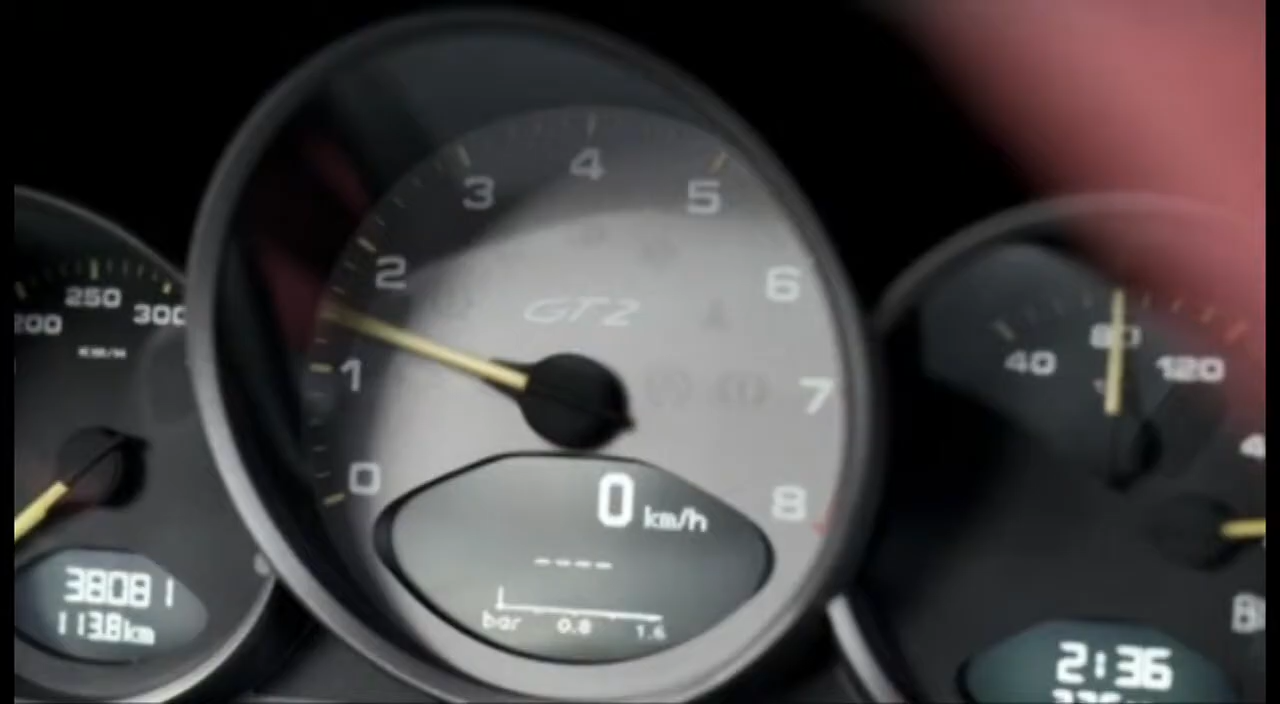 200 250 300
KM/H
38081
113.8km
0 1 2 3 4 5 6 7 8
GT2
0 km/h
----
bar 0.8 1.6
40 80 120
2:36